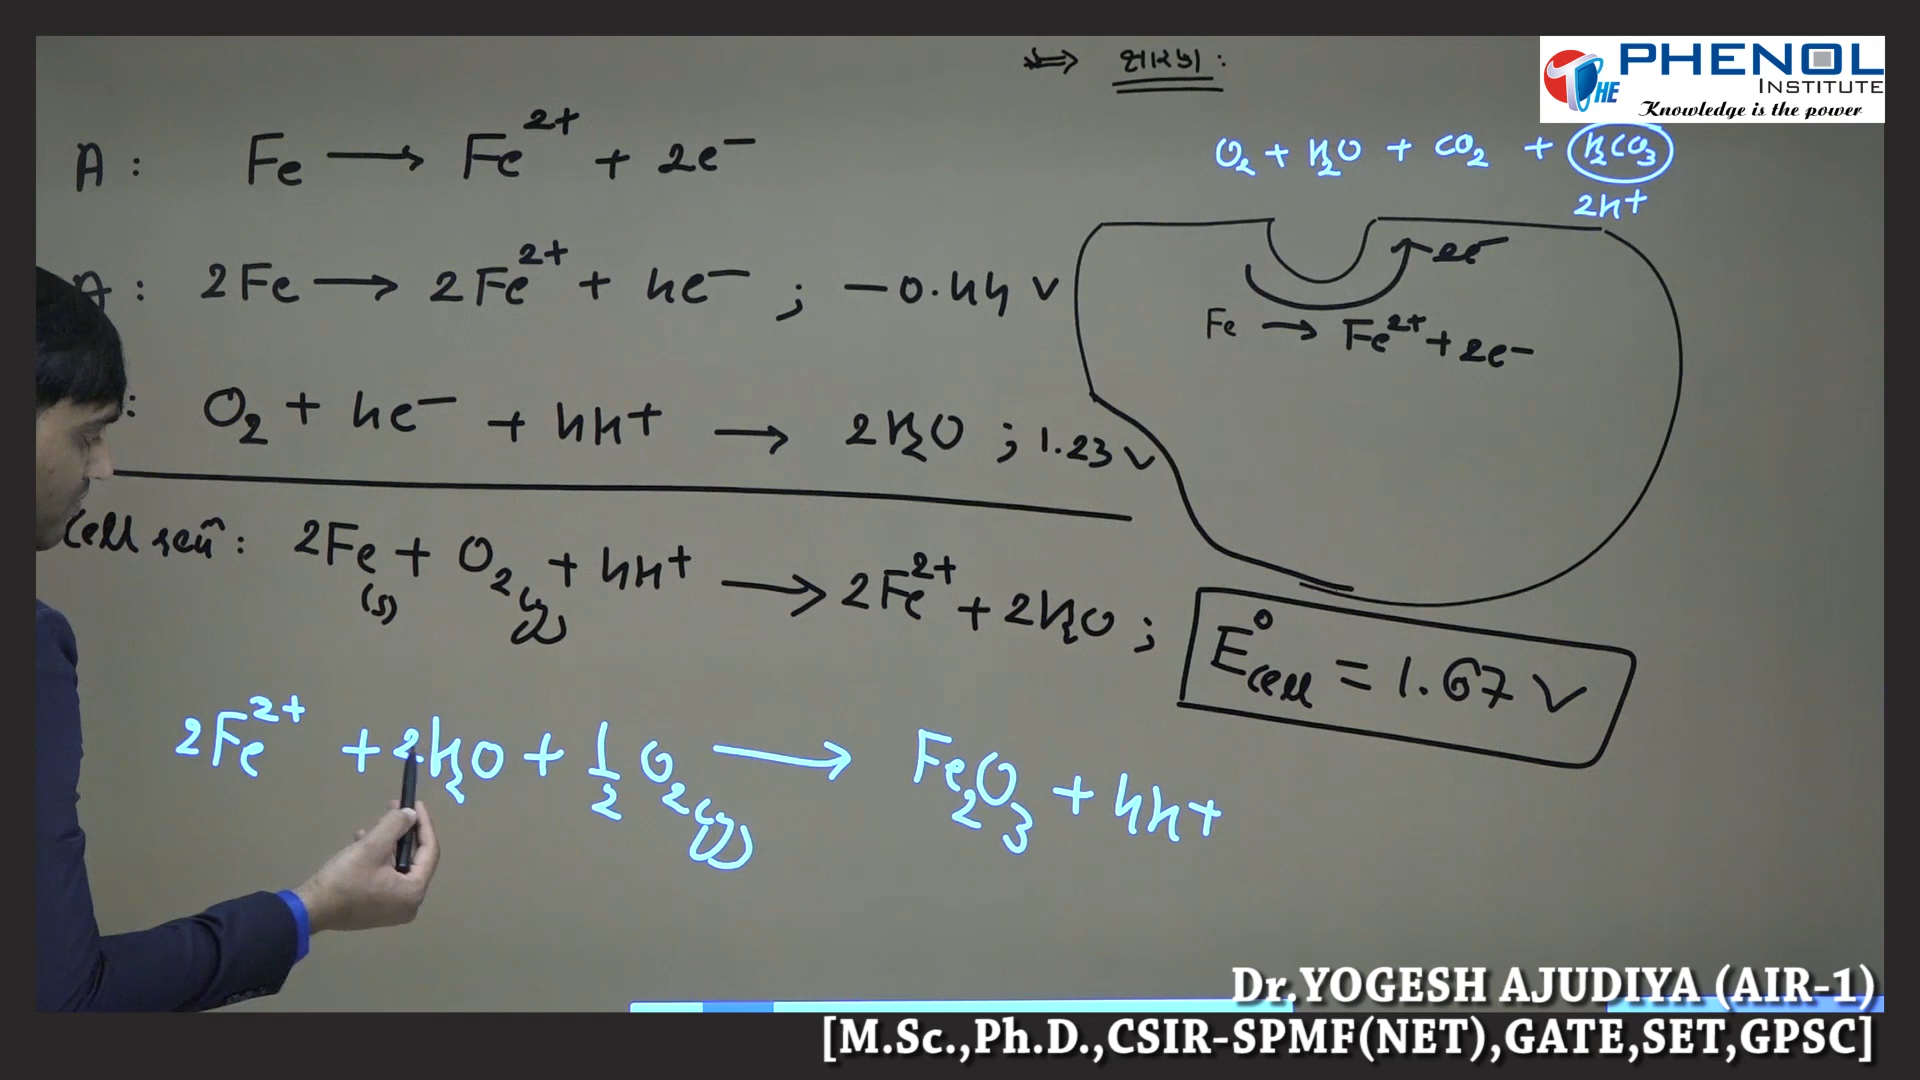 ⇒ ક્ષારણ :
THE PHENOL
INSTITUTE
Knowledge is the power
O₂ + H₂O + CO₂ + H₂CO₃
2H⁺
A : Fe ⟶ Fe²⁺ + 2e⁻
A : 2Fe ⟶ 2Fe²⁺ + 4e⁻ ; -0.44 V
: O₂ + 4e⁻ + 4H⁺ ⟶ 2H₂O ; 1.23 V
2e⁻
Fe ⟶ Fe²⁺ + 2e⁻
Cell : 2Fe(s) + O₂(g) + 4H⁺ ⟶ 2Fe²⁺ + 2H₂O ; E⁰cell = 1.67 V
2Fe²⁺ + 2H₂O + 1/2 O₂(g) ⟶ Fe₂O₃ + 4H⁺
Dr.YOGESH AJUDIYA (AIR-1)
[M.Sc.,Ph.D.,CSIR-SPMF(NET),GATE,SET,GPSC]